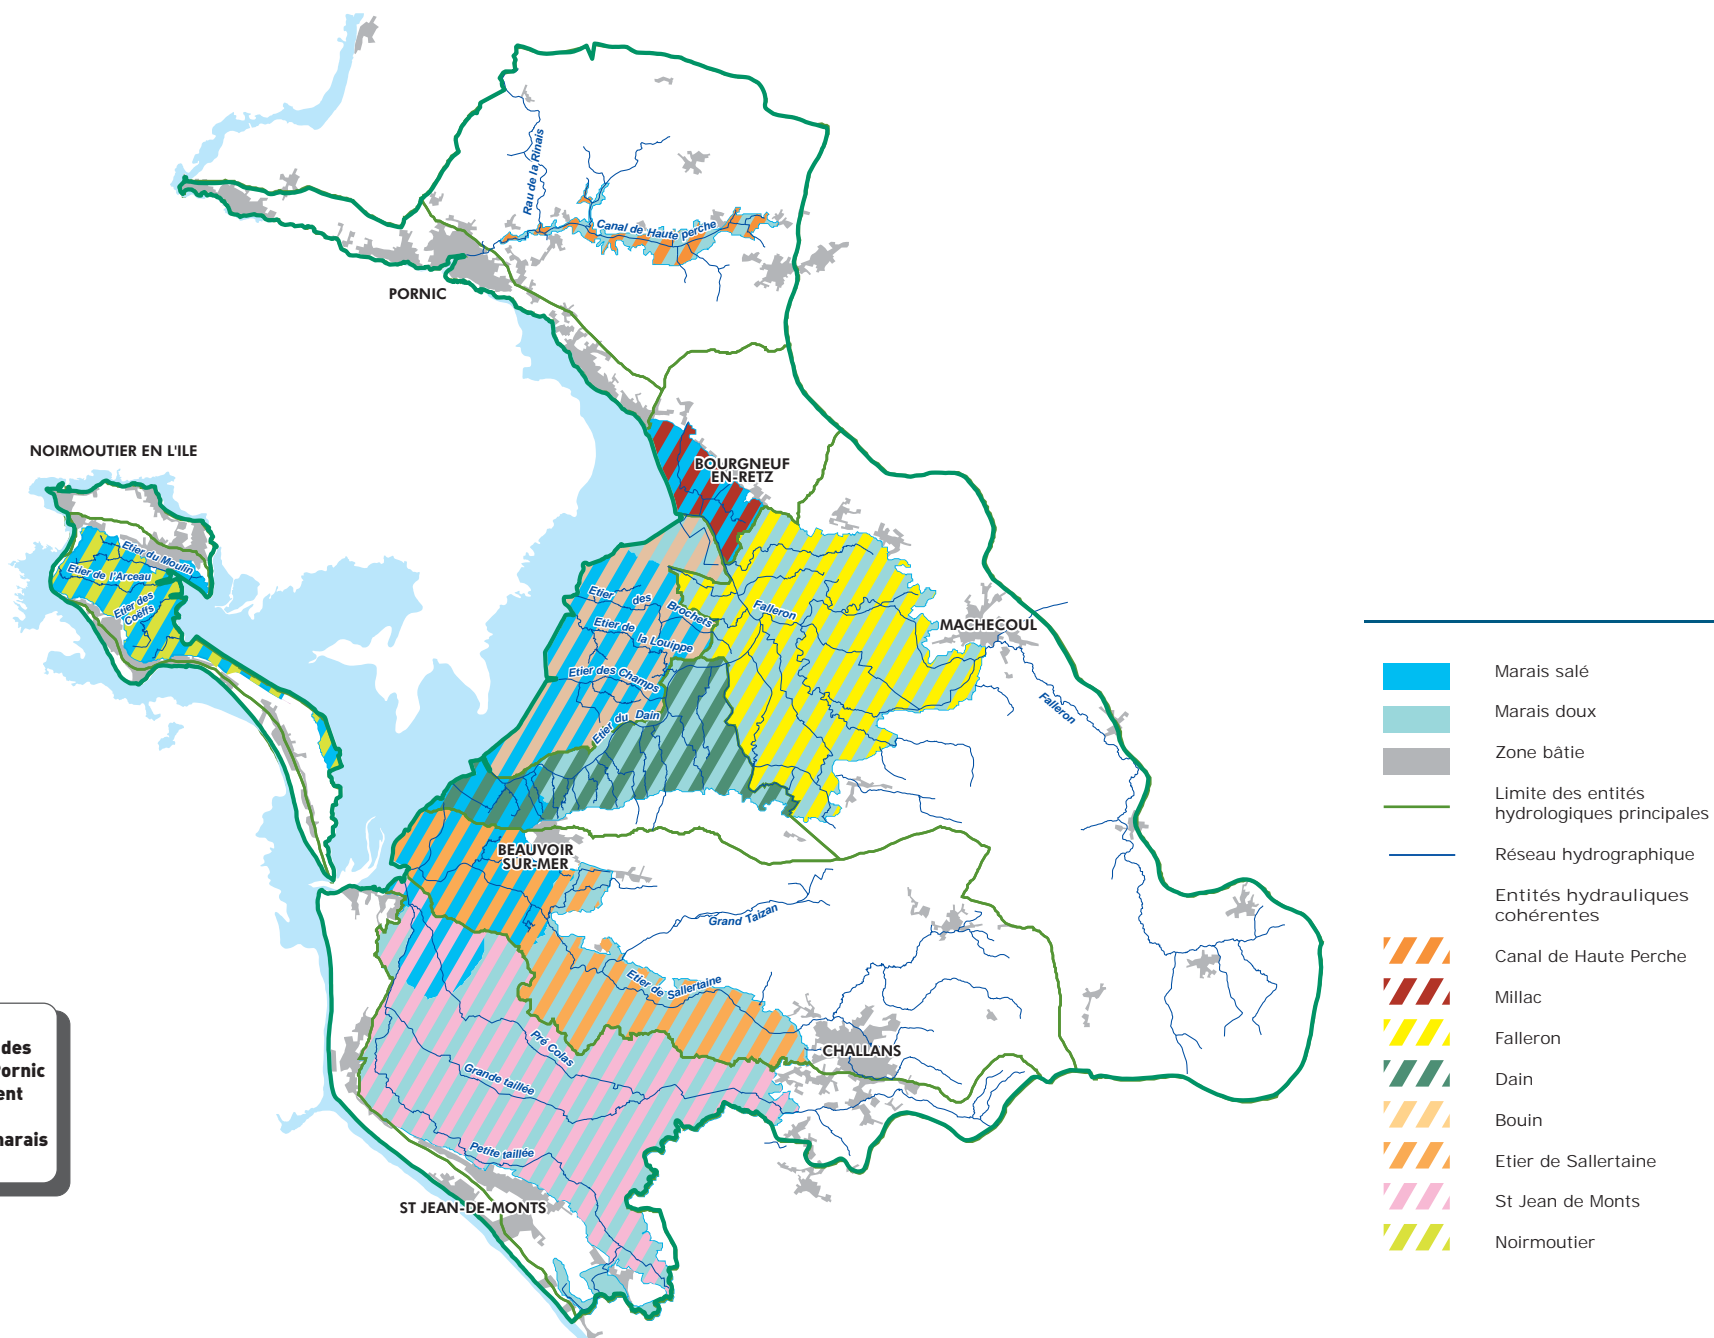 Rau de la Rinais
Canal de Haute perche
PORNIC
NOIRMOUTIER EN L'ILE
BOURGNEUF
EN-RETZ
Etier du Moulin
Etier de l'Arceau
Etier des
Coëffs
Etier des Brochets
Falleron
Etier de la Louippe
MACHECOUL
Etier des Champs
Falleron
Etier du Dain
BEAUVOIR
SUR-MER
Grand Taizan
Etier de Sallertaine
Pré Colas
CHALLANS
Grande taillée
Petite taillée
ST JEAN-DE-MONTS
des
ornic
ent
marais
Marais salé
Marais doux
Zone bâtie
Limite des entités
hydrologiques principales
Réseau hydrographique
Entités hydrauliques
cohérentes
Canal de Haute Perche
Millac
Falleron
Dain
Bouin
Etier de Sallertaine
St Jean de Monts
Noirmoutier